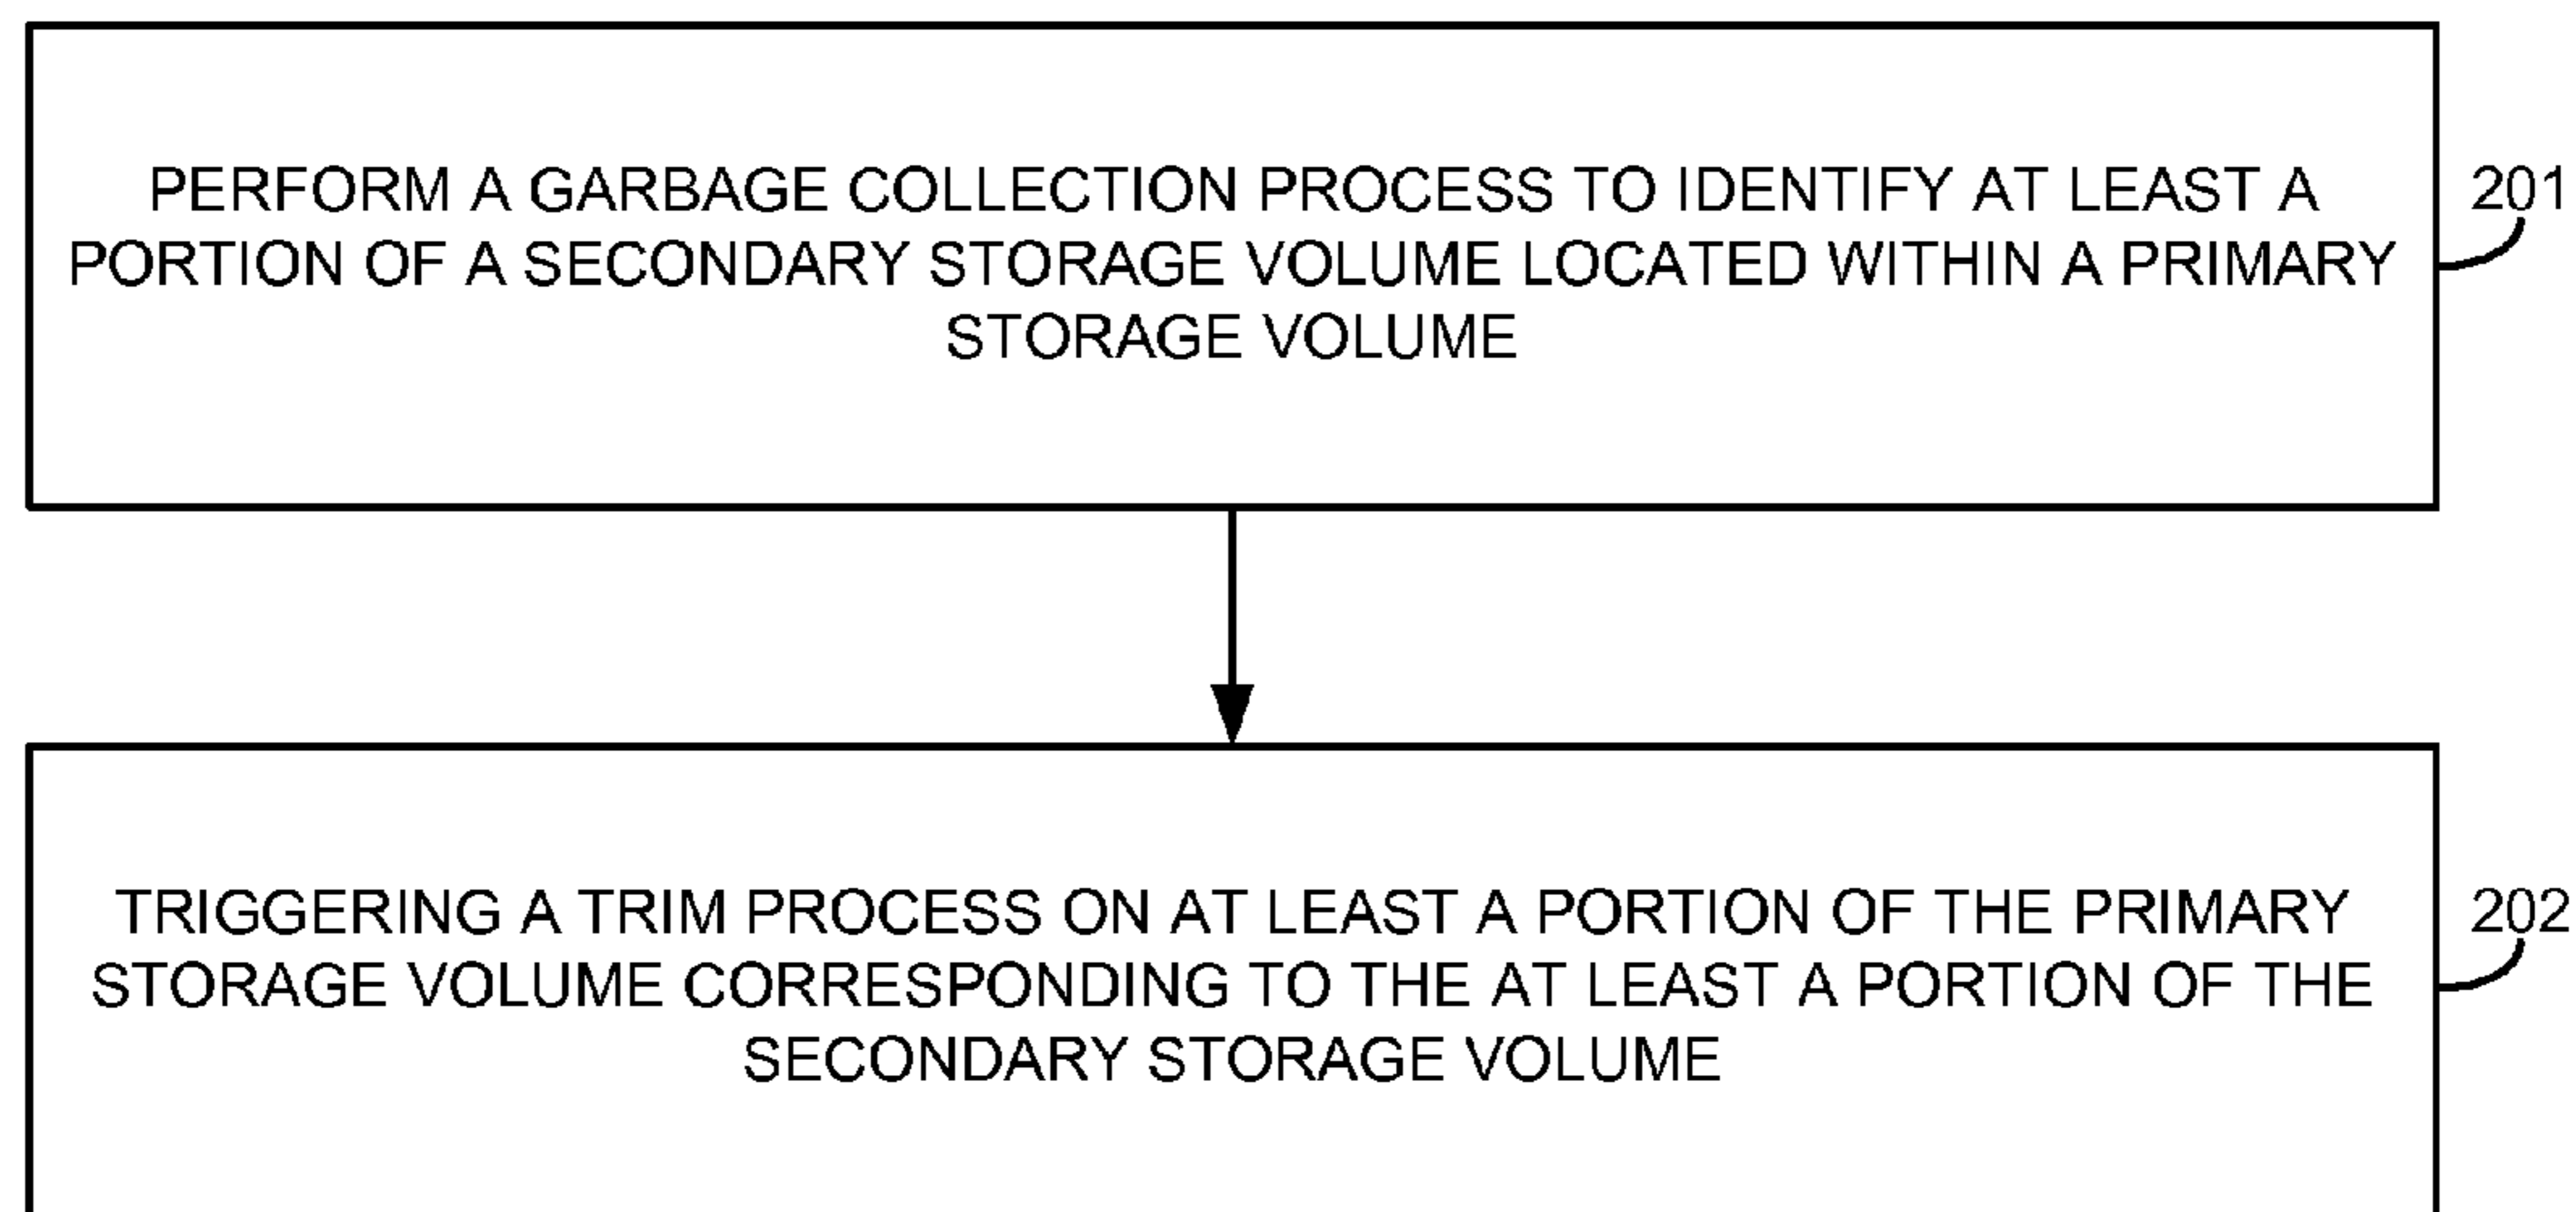 PERFORM A GARBAGE COLLECTION PROCESS TO IDENTIFY AT LEAST A
PORTION OF A SECONDARY STORAGE VOLUME LOCATED WITHIN A PRIMARY
STORAGE VOLUME
201
TRIGGERING A TRIM PROCESS ON AT LEAST A PORTION OF THE PRIMARY
STORAGE VOLUME CORRESPONDING TO THE AT LEAST A PORTION OF THE
SECONDARY STORAGE VOLUME
202